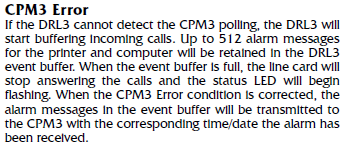 CPM3 Error
If the DRL3 cannot detect the CPM3 polling, the DRL3 will
start buffering incoming calls. Up to 512 alarm messages
for the printer and computer will be retained in the DRL3
event buffer. When the event buffer is full, the line card will
stop answering the calls and the status LED will begin
flashing. When the CPM3 Error condition is corrected, the
alarm messages in the event buffer will be transmitted to
the CPM3 with the corresponding time/date the alarm has
been received.